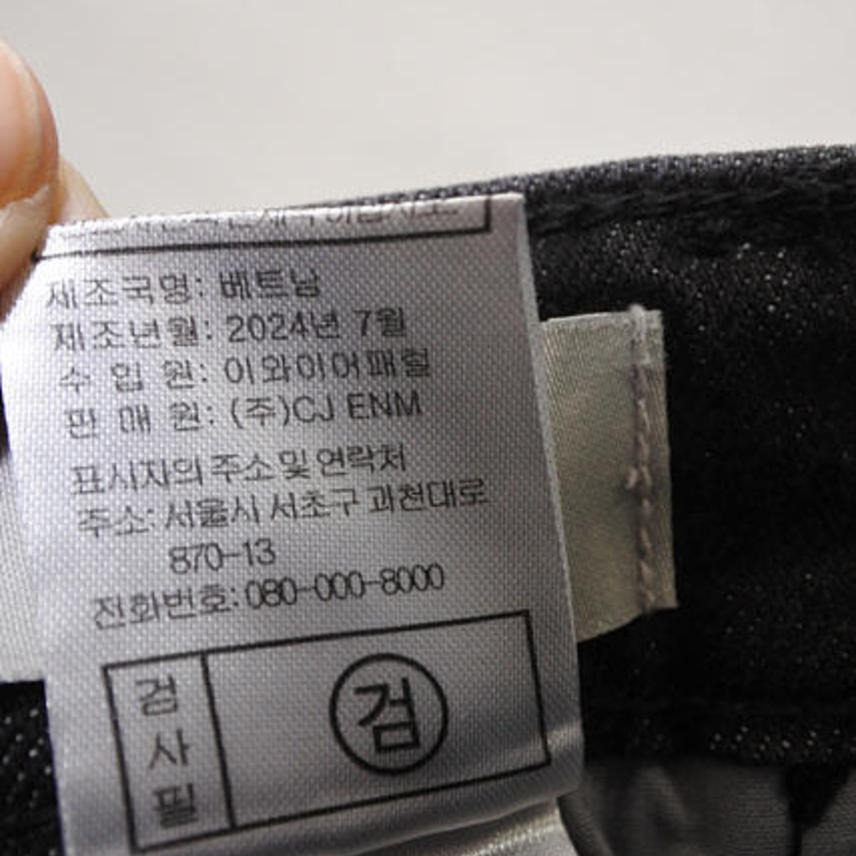 제조국명: 베트남
제조년월: 2024년 7월
수 입 원: 이와이어패럴
판 매 원: (주)CJ ENM
표시자의 주소 및 연락처
주소: 서울시 서초구 과천대로
870-13
전화번호: 080-000-8000
검사필
검